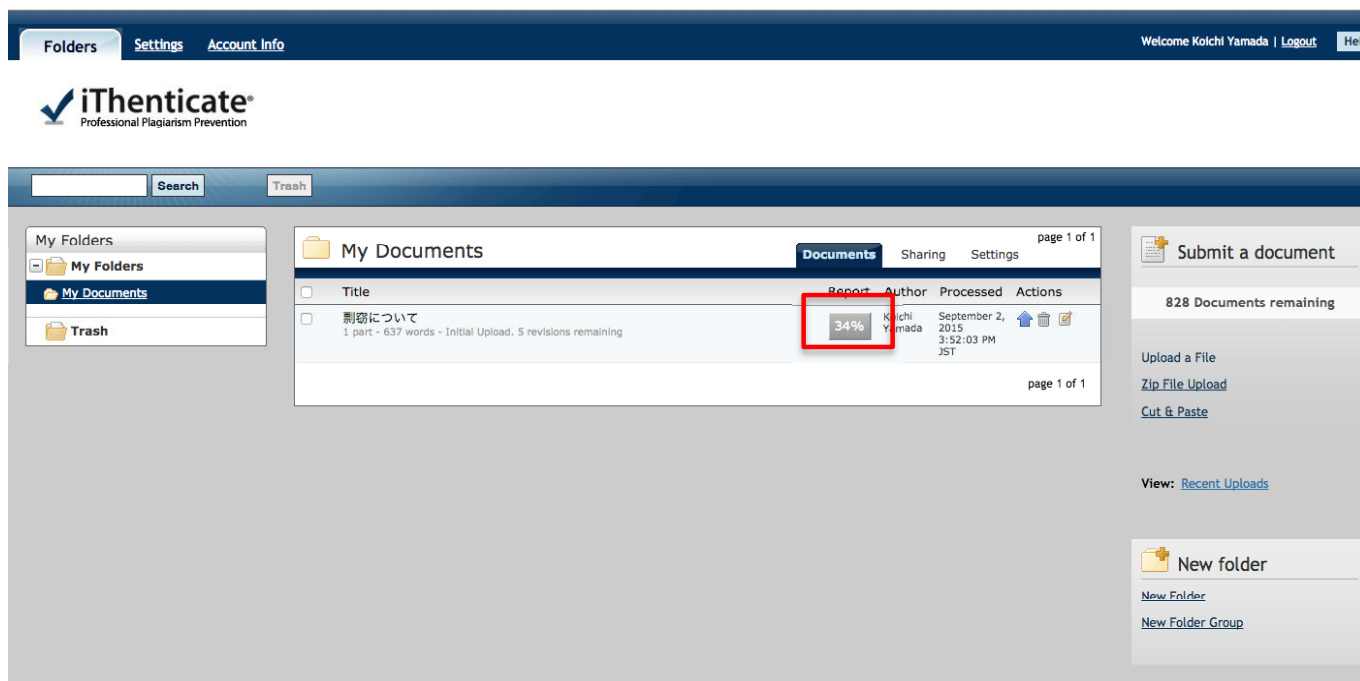 Folders Settings Account Info Welcome Koichi Yamada | Logout
iThenticate®
Professional Plagiarism Prevention
Search Trash
My Folders
My Folders
My Documents
Trash
My Documents
page 1 of 1
Documents Sharing Settings
Title Report Author Processed Actions
剽窃について
1 part - 637 words - Initial Upload. 5 revisions remaining
34%
Koichi
Yamada
September 2,
2015
3:52:03 PM
JST
page 1 of 1
Submit a document
828 Documents remaining
Upload a File
Zip File Upload
Cut & Paste
View: Recent Uploads
New folder
New Folder
New Folder Group